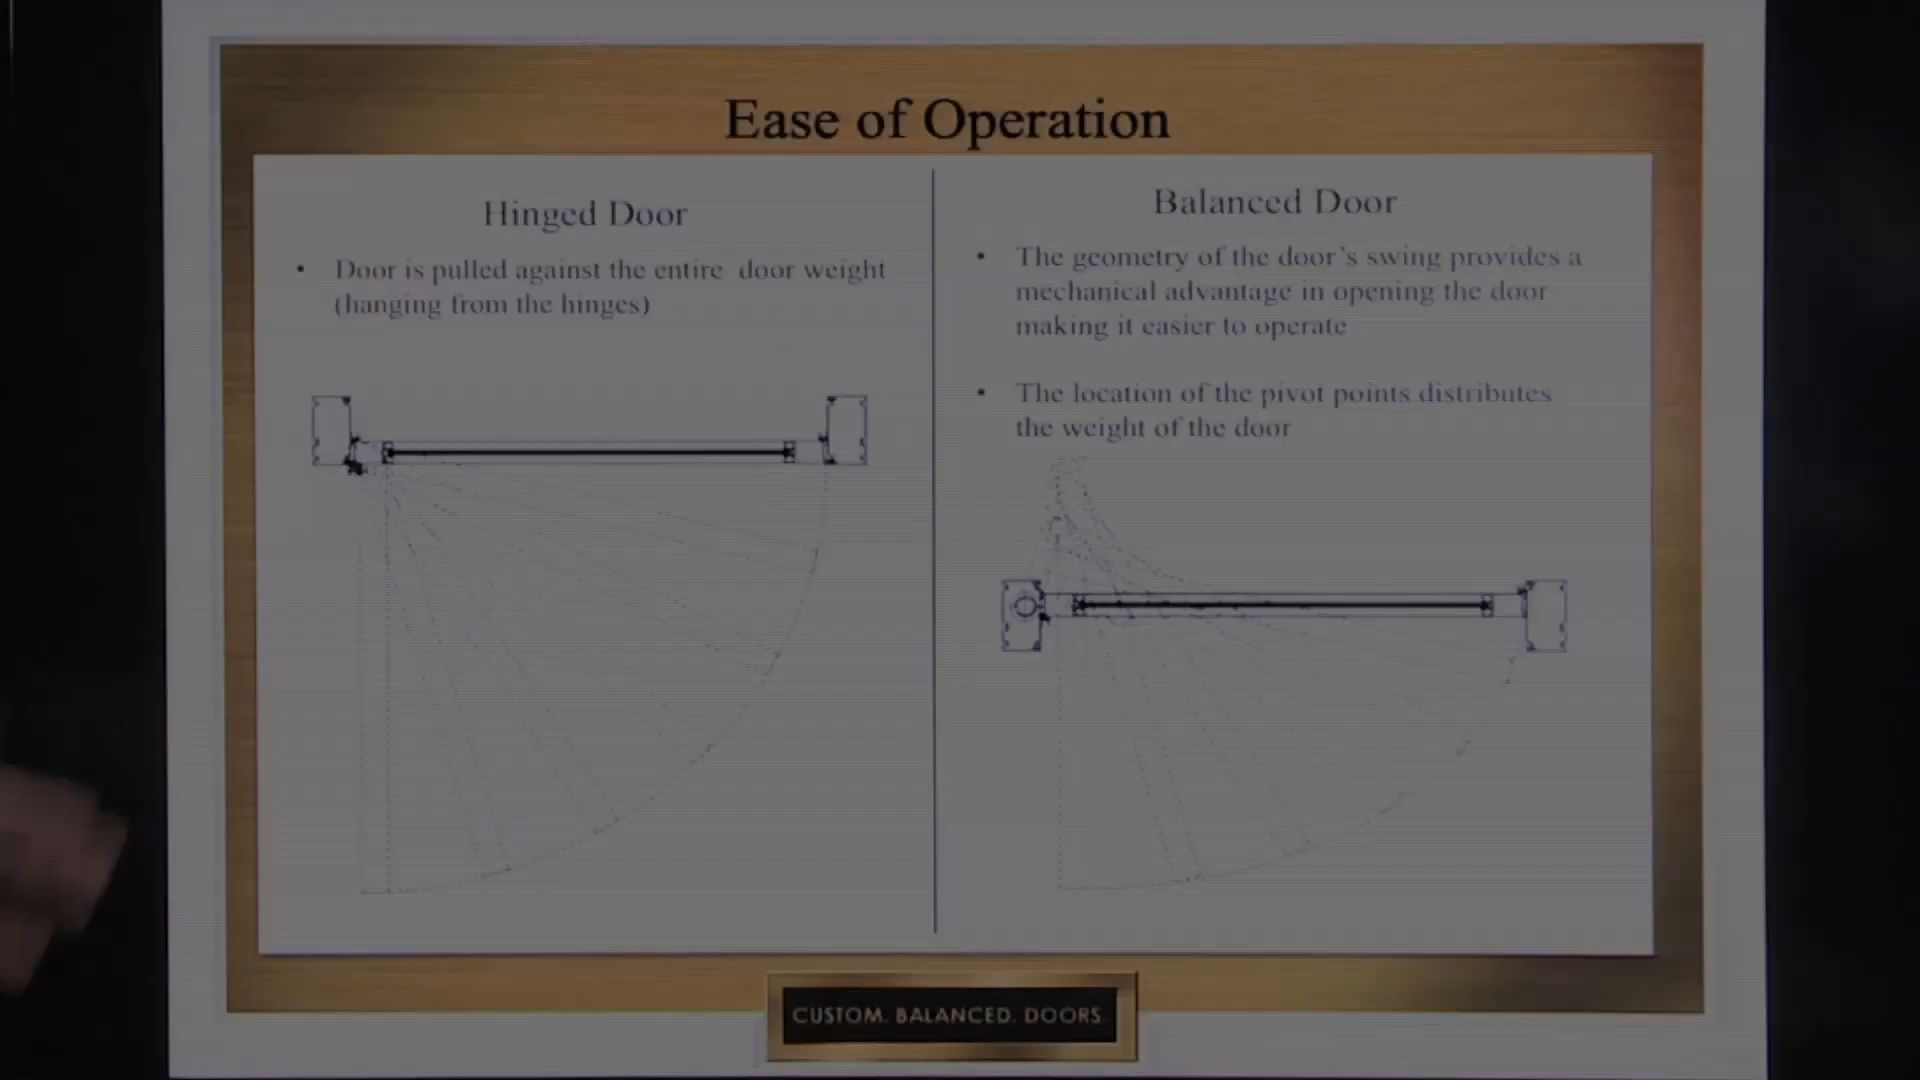 Ease of Operation
Hinged Door
• Door is pulled against the entire door weight
(hanging from the hinges)
Balanced Door
• The geometry of the door's swing provides a
mechanical advantage in opening the door
making it easier to operate
• The location of the pivot points distributes
the weight of the door
CUSTOM. BALANCED. DOORS.